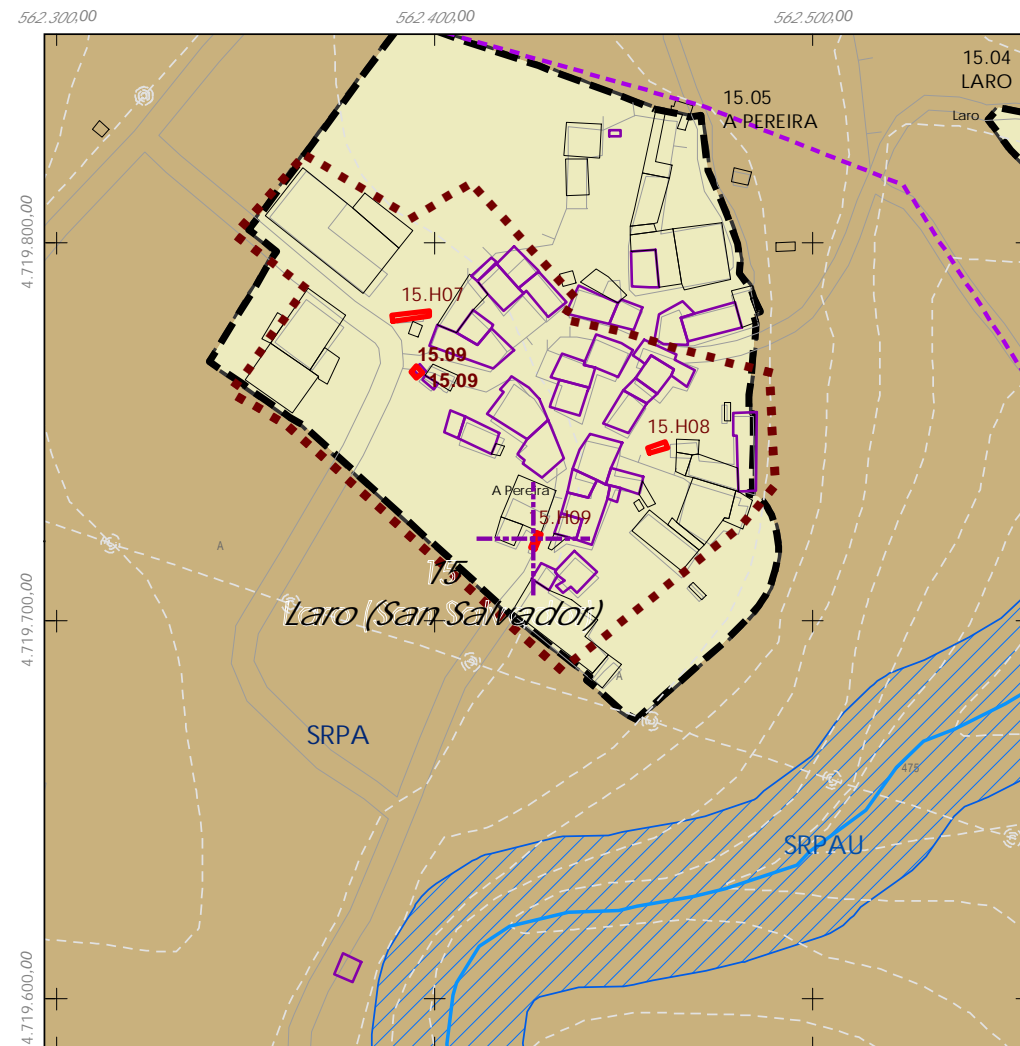 562.300,00
562.400,00
562.500,00
15.04
LARO
15.05
A PEREIRA
Laro
4.719.800,00
15.H07
15.09
15.09
15.H08
A Pereira
15.H09
A
15
Laro (San Salvador)
4.719.700,00
A
SRPA
475
SRPAU
4.719.600,00